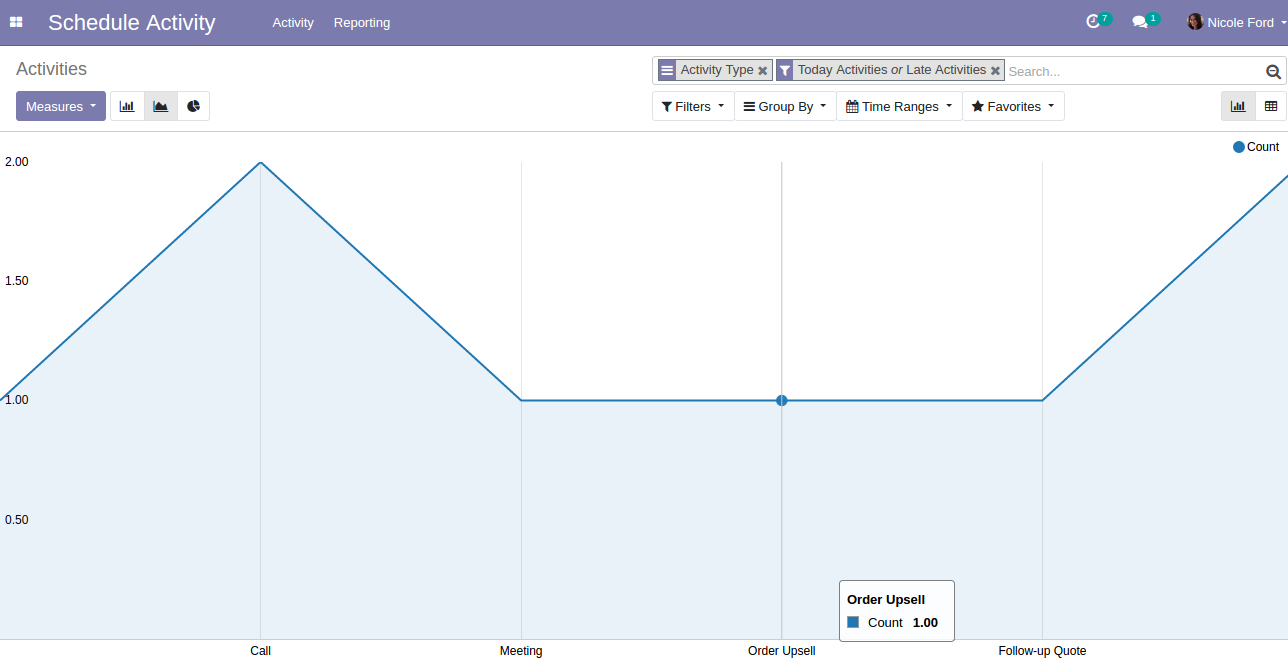 Schedule Activity Activity Reporting 7 1 Nicole Ford
Activities Activity Type Today Activities or Late Activities Search...
Measures Filters Group By Time Ranges Favorites
Count
2.00
1.50
1.00
0.50
Order Upsell
Count 1.00
Call Meeting Order Upsell Follow-up Quote